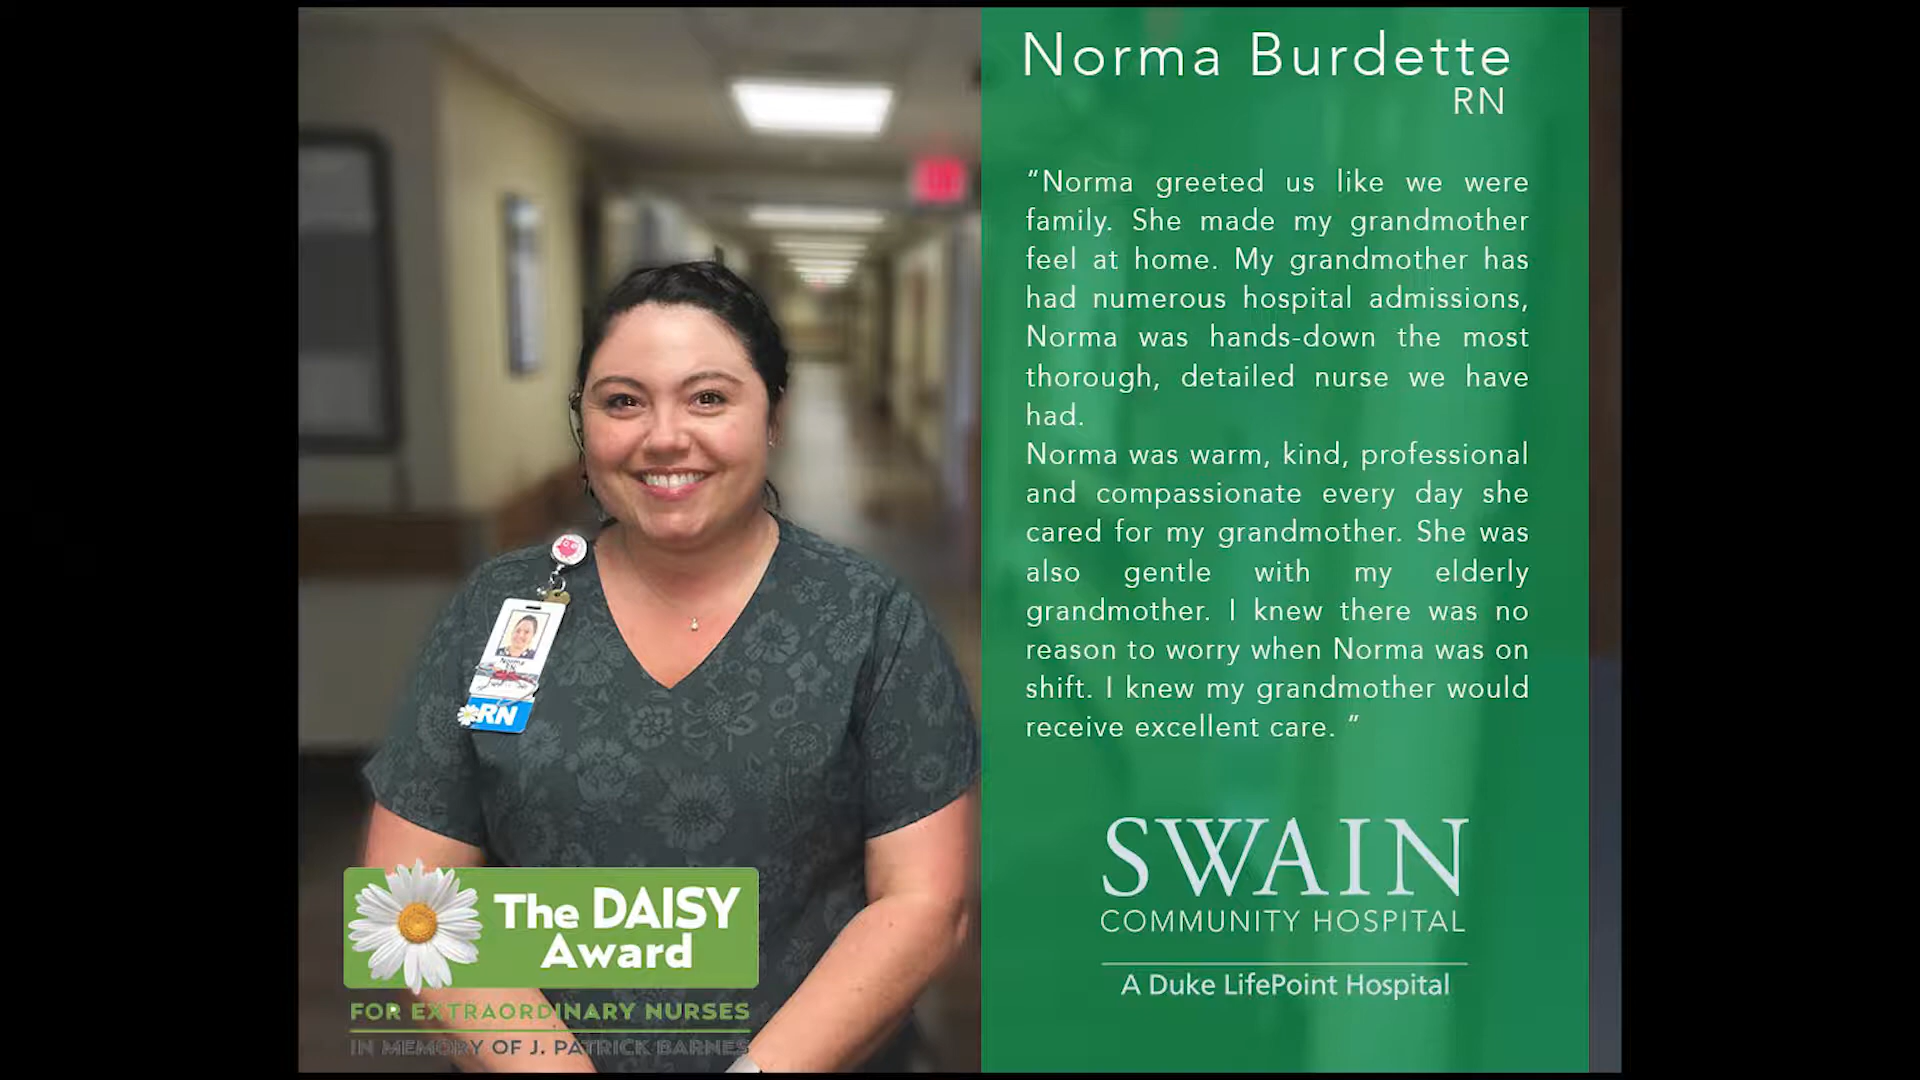 Norma Burdette
RN
“Norma greeted us like we were
family. She made my grandmother
feel at home. My grandmother has
had numerous hospital admissions,
Norma was hands-down the most
thorough, detailed nurse we have
had.
Norma was warm, kind, professional
and compassionate every day she
cared for my grandmother. She was
also gentle with my elderly
grandmother. I knew there was no
reason to worry when Norma was on
shift. I knew my grandmother would
receive excellent care. ”
SWAIN
COMMUNITY HOSPITAL
A Duke LifePoint Hospital
Norma
RN
RN
The DAISY
Award
FOR EXTRAORDINARY NURSES
IN MEMORY OF J. PATRICK BARNES